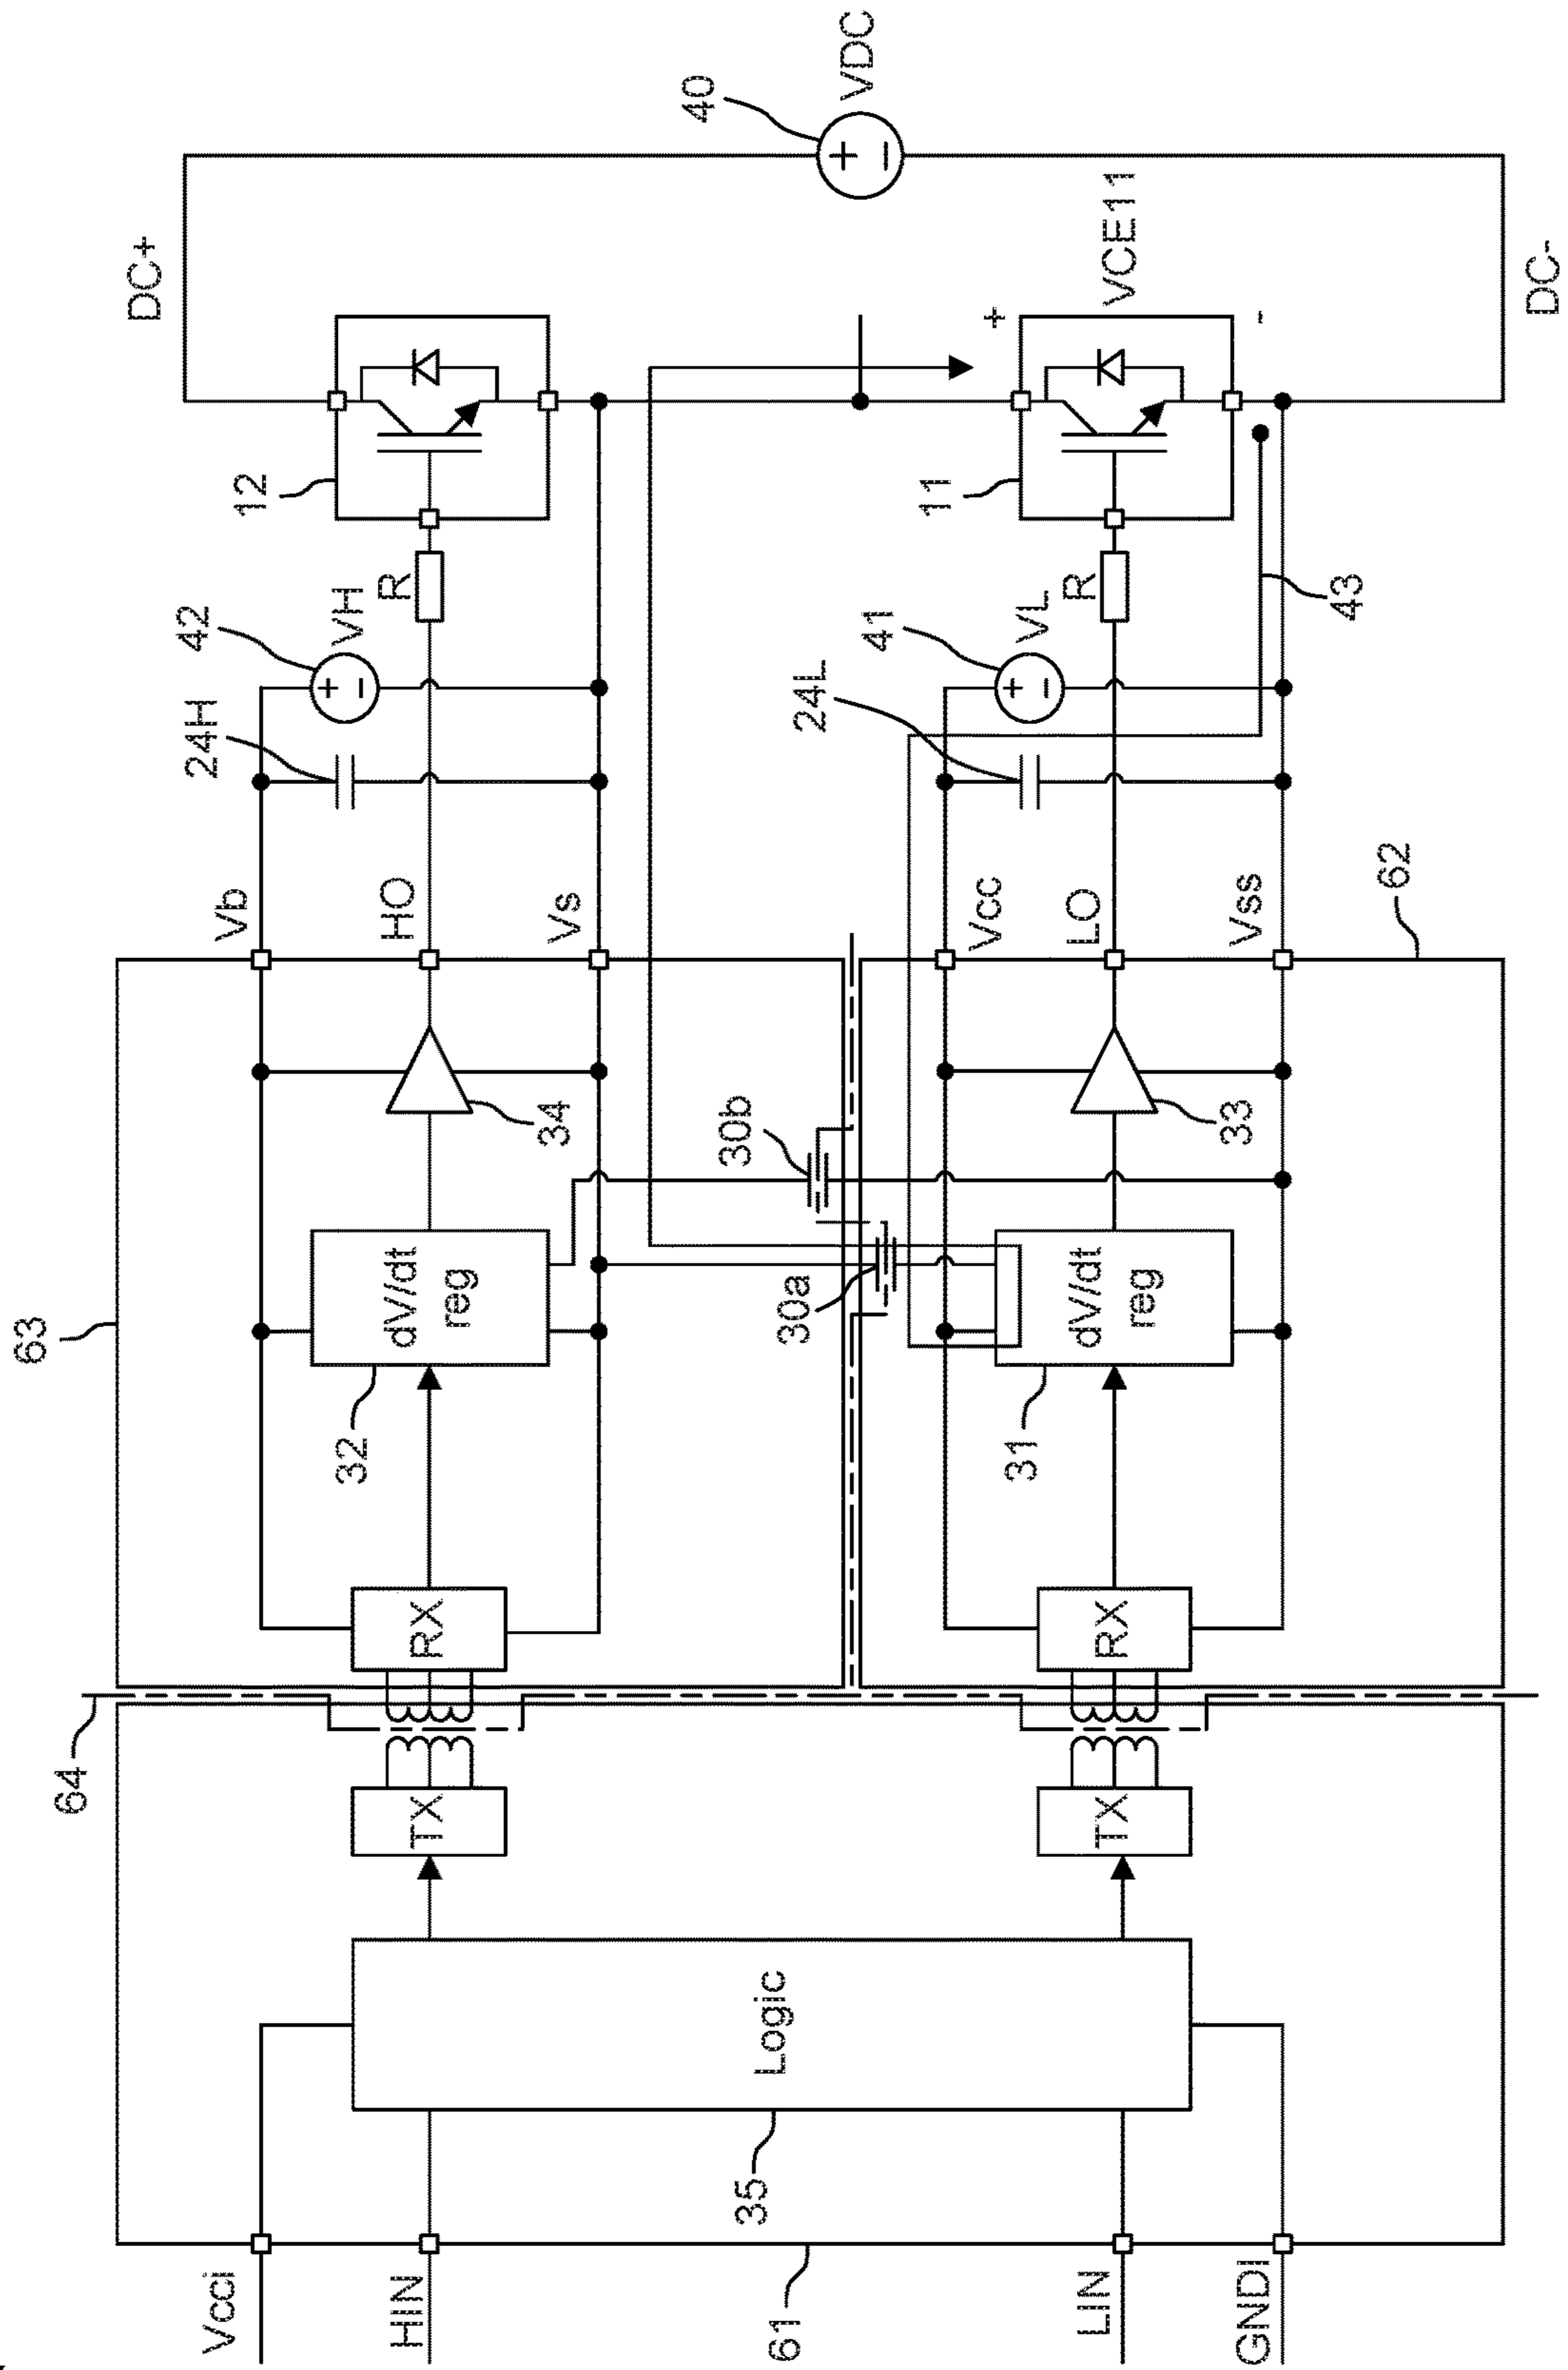 DC+
DC-
40
VDC
12
11
VCE11
+
-
+
-
42
VH
R
+
-
41
VL
R
+
-
43
24H
24L
Vb
HO
Vs
Vcc
LO
Vss
62
34
30b
33
63
32
dV/dt
reg
30a
31
dV/dt
reg
RX
RX
64
TX
TX
Logic
35
61
Vcci
HIN
LIN
GNDI